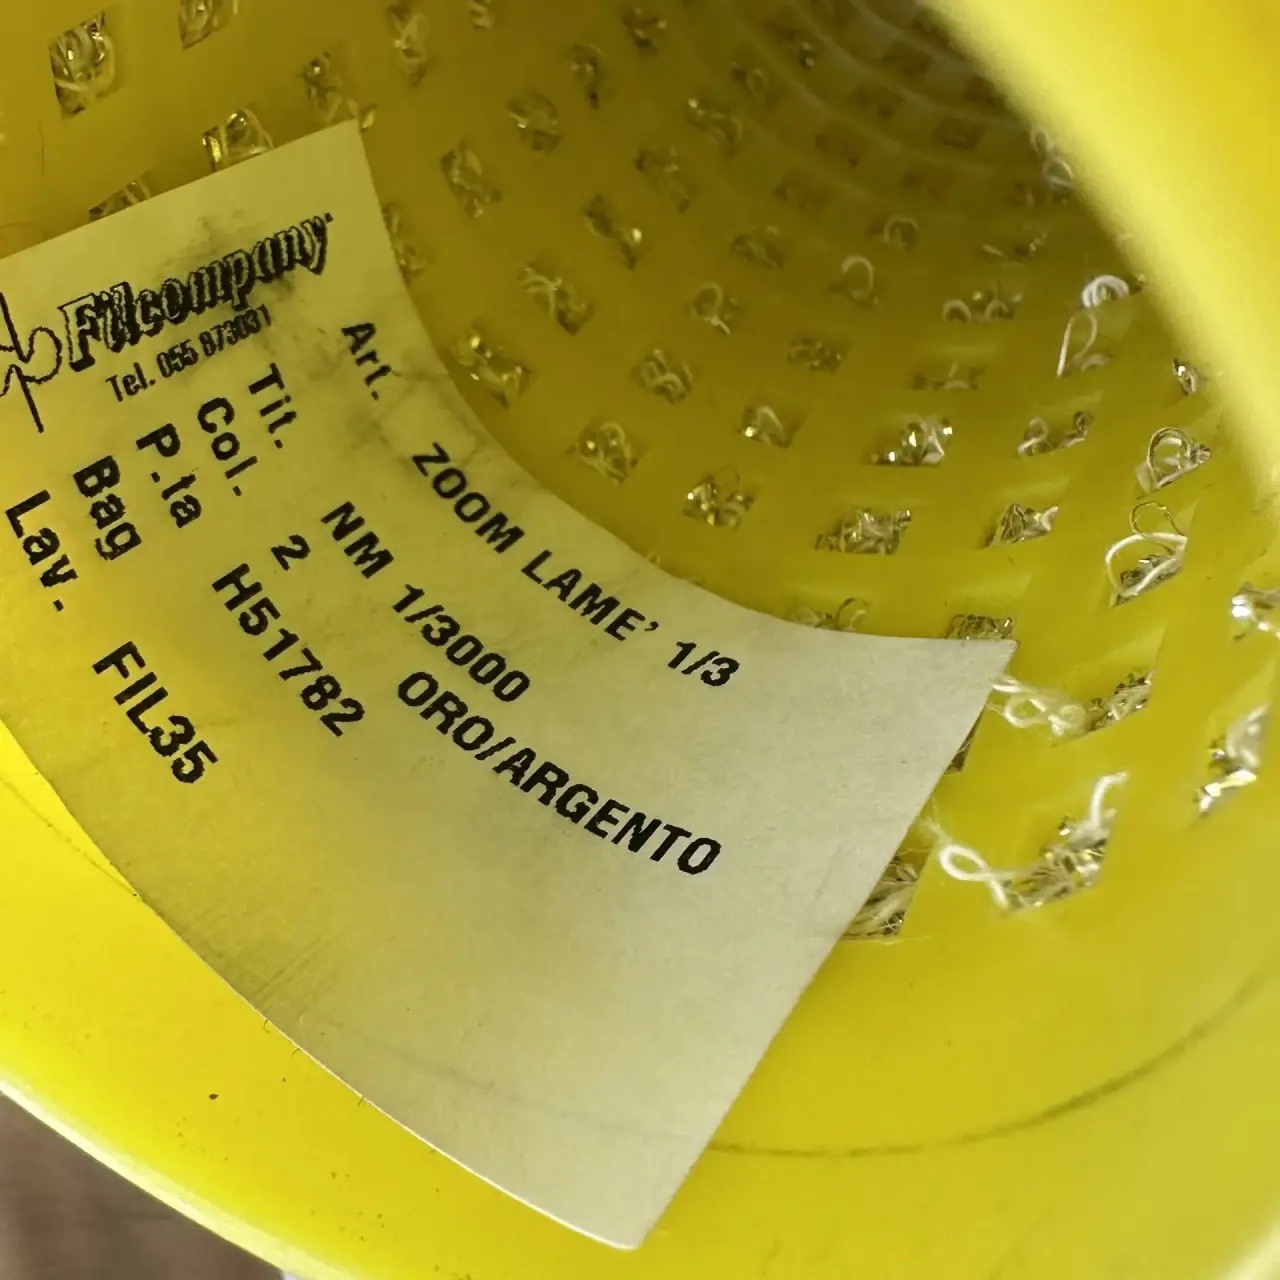 Filcompany
Tel. 055 873031
Art. ZOOM LAME' 1/3
Tit. NM 1/3000
Col. 2 ORO/ARGENTO
P.ta H51782
Bag
Lav. FIL35